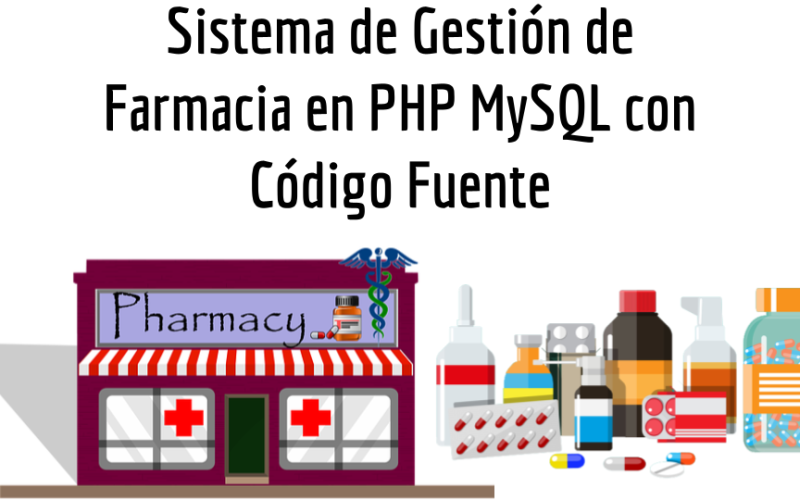 Sistema de Gestión de
Farmacia en PHP MySQL con
Código Fuente
Pharmacy